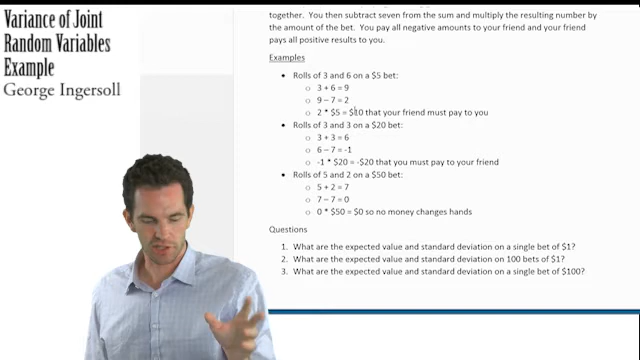 Variance of Joint
Random Variables
Example
George Ingersoll
together. You then subtract seven from the sum and multiply the resulting number by
the amount of the bet. You pay all negative amounts to your friend and your friend
pays all positive results to you.
Examples
• Rolls of 3 and 6 on a $5 bet:
o 3 + 6 = 9
o 9 – 7 = 2
o 2 * $5 = $10 that your friend must pay to you
• Rolls of 3 and 3 on a $20 bet:
o 3 + 3 = 6
o 6 – 7 = -1
o -1 * $20 = -$20 that you must pay to your friend
• Rolls of 5 and 2 on a $50 bet:
o 5 + 2 = 7
o 7 – 7 = 0
o 0 * $50 = $0 so no money changes hands
Questions
1. What are the expected value and standard deviation on a single bet of $1?
2. What are the expected value and standard deviation on 100 bets of $1?
3. What are the expected value and standard deviation on a single bet of $100?